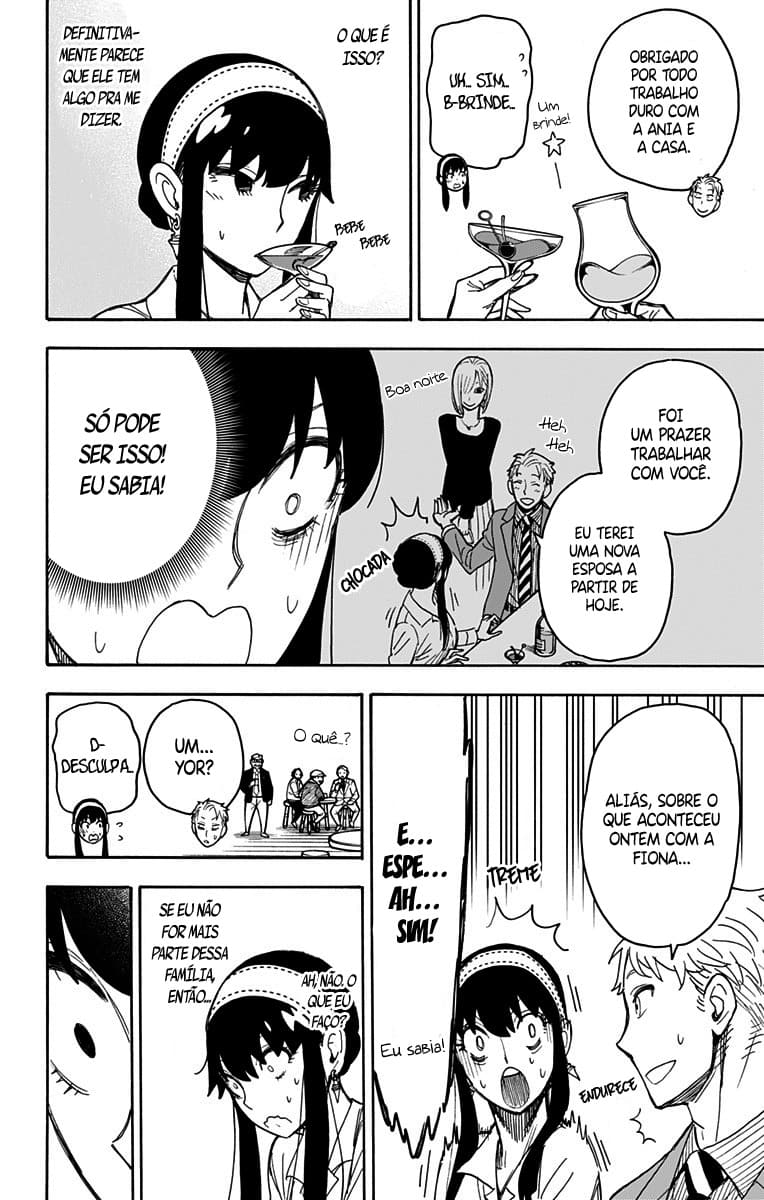 OBRIGADO
POR TODO
TRABALHO
DURO COM
A ANIA E
A CASA.
Um
Brinde!
UH... SIM...
B-BRINDE...
O QUE É
ISSO?
DEFINITIVA-
MENTE PARECE
QUE ELE TEM
ALGO PRA ME
DIZER.
BEBE
BEBE
FOI
UM PRAZER
TRABALHAR
COM VOCÊ.
EU TEREI
UMA NOVA
ESPOSA A
PARTIR DE
HOJE.
Boa noite
Heh
Heh
CHOCADA
SÓ PODE
SER ISSO!
EU SABIA!
ALIÁS, SOBRE O
QUE ACONTECEU
ONTEM COM A
FIONA...
TREME
E...
ESPE...
AH...
SIM!
Eu sabia!
ENDURECE
O quê...?
UM...
YOR?
D-
DESCULPA...
AH, NÃO. O
QUE EU
FAÇO?
SE EU NÃO
FOR MAIS
PARTE DESSA
FAMÍLIA,
ENTÃO...